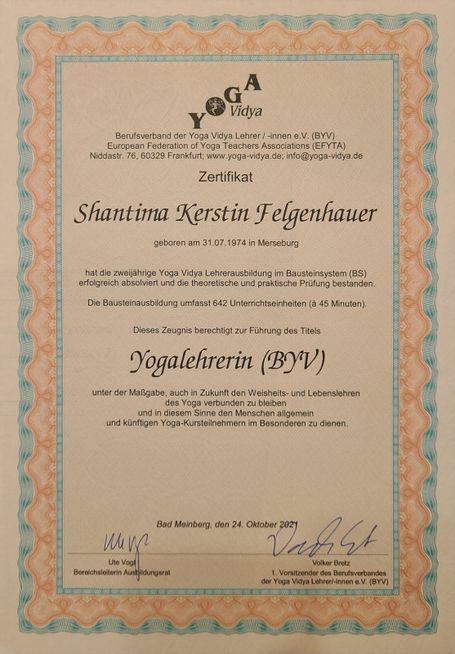 YOGA
Vidya
Berufsverband der Yoga Vidya Lehrer / -innen e.V. (BYV)
European Federation of Yoga Teachers Associations (EFYTA)
Niddastr. 76, 60329 Frankfurt; www.yoga-vidya.de; info@yoga-vidya.de
Zertifikat
Shantima Kerstin Felgenhauer
geboren am 31.07.1974 in Merseburg
hat die zweijährige Yoga Vidya Lehrerausbildung im Bausteinsystem (BS)
erfolgreich absolviert und die theoretische und praktische Prüfung bestanden.
Die Bausteinausbildung umfasst 642 Unterrichtseinheiten (à 45 Minuten).
Dieses Zeugnis berechtigt zur Führung des Titels
Yogalehrerin (BYV)
unter der Maßgabe, auch in Zukunft den Weisheits- und Lebenslehren
des Yoga verbunden zu bleiben
und in diesem Sinne den Menschen allgemein
und künftigen Yoga-Kursteilnehmern im Besonderen zu dienen.
Bad Meinberg, den 24. Oktober 2021
Ute Vogt
Bereichsleiterin Ausbildungsrat
Volker Bretz
1. Vorsitzender des Berufsverbandes
der Yoga Vidya Lehrer/-innen e.V. (BYV)